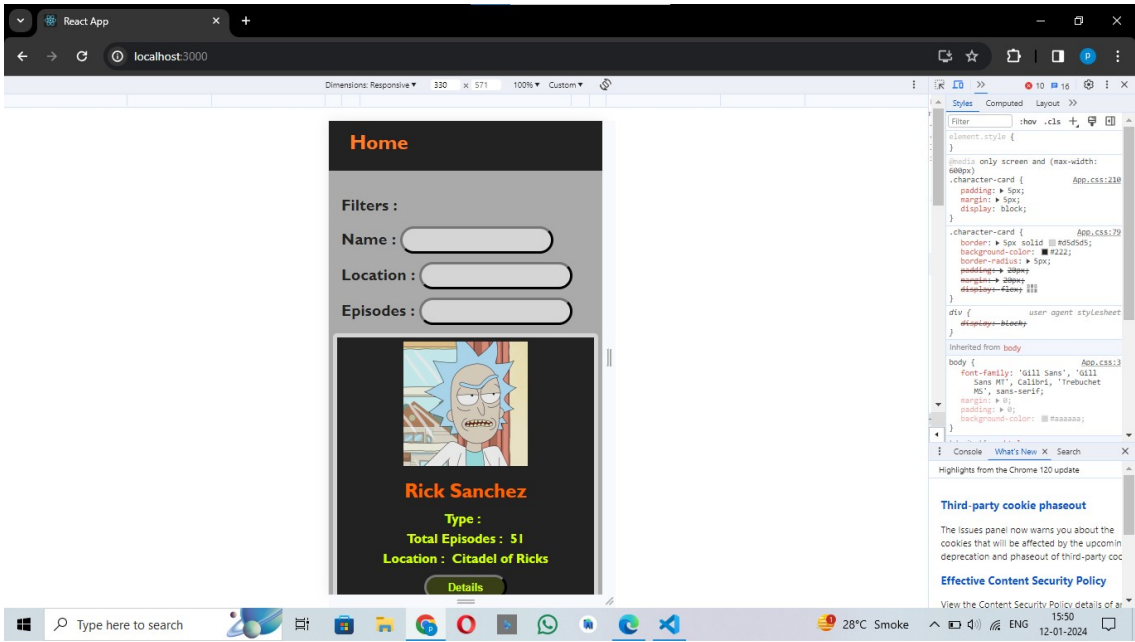 React App
localhost:3000
Dimensions: Responsive 330 x 571 100% Custom
10 16
Home
Filters :
Name :
Location :
Episodes :
Rick Sanchez
Type :
Total Episodes : 51
Location : Citadel of Ricks
Details
Styles Computed Layout
Filter :hov .cls
element.style {
}
@media only screen and (max-width:
600px)
.character-card { App.css:210
padding: 5px;
margin: 5px;
display: block;
}
.character-card { App.css:79
border: 5px solid #d5d5d5;
background-color: #222;
border-radius: 5px;
padding: 20px;
margin: 20px;
display: flex;
}
div { user agent stylesheet
display: block;
}
Inherited from body
body { App.css:3
font-family: 'Gill Sans', 'Gill
Sans MT', Calibri, 'Trebuchet
MS', sans-serif;
margin: 0;
padding: 0;
background-color: #aaaaaa;
}
Console What's New X Search
Highlights from the Chrome 120 update
Third-party cookie phaseout
The Issues panel now warns you about the
cookies that will be affected by the upcomin
deprecation and phaseout of third-party coo
Effective Content Security Policy
View the Content Security Policy details of an
Type here to search
28°C Smoke
ENG
15:50
12-01-2024